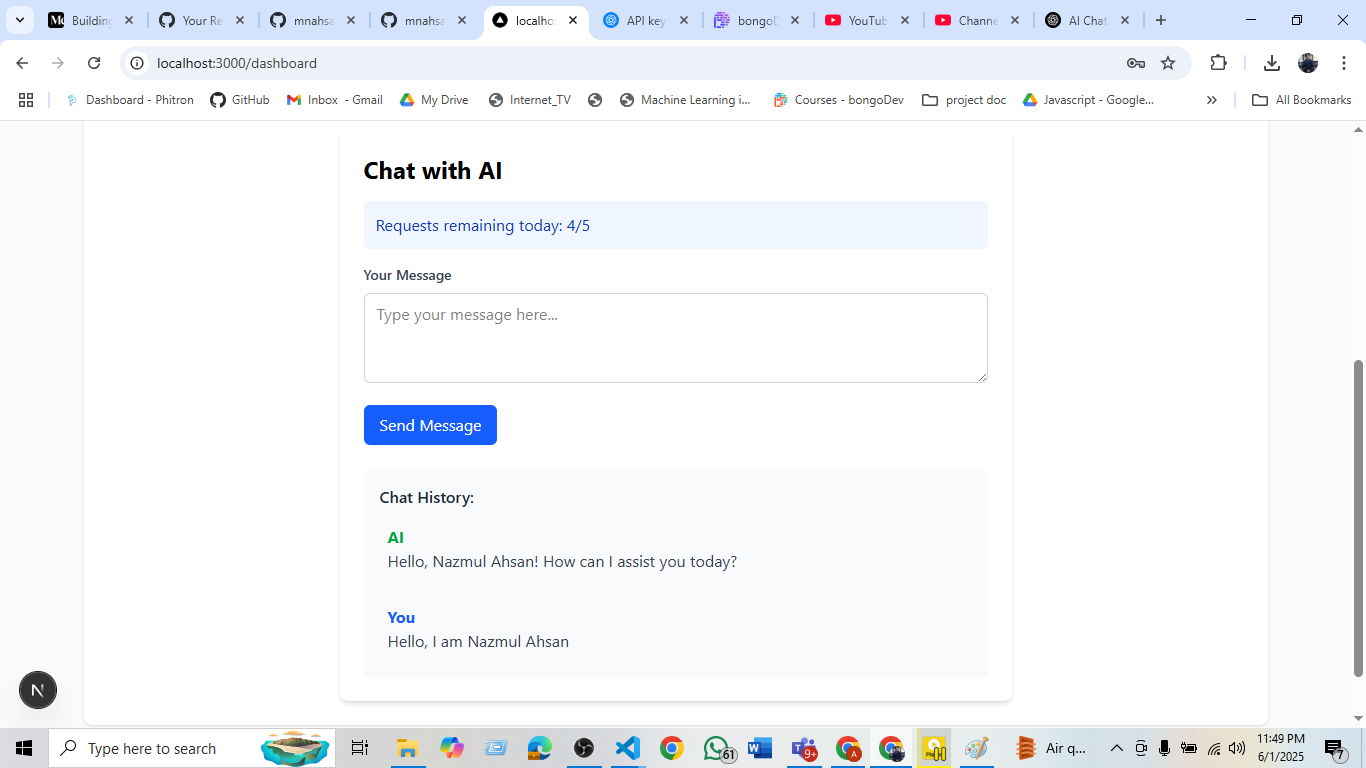 Building
Your Re
mnahsa
mnahsa
localhos
API key
bongoD
YouTub
Channe
AI Chat
localhost:3000/dashboard
Dashboard - Phitron
GitHub
Inbox - Gmail
My Drive
Internet_TV
Machine Learning i...
Courses - bongoDev
project doc
Javascript - Google...
»
All Bookmarks
Chat with AI
Requests remaining today: 4/5
Your Message
Type your message here...
Send Message
Chat History:
AI
Hello, Nazmul Ahsan! How can I assist you today?
You
Hello, I am Nazmul Ahsan
N
Type here to search
61
9+
A
Air q...
11:49 PM
6/1/2025
7